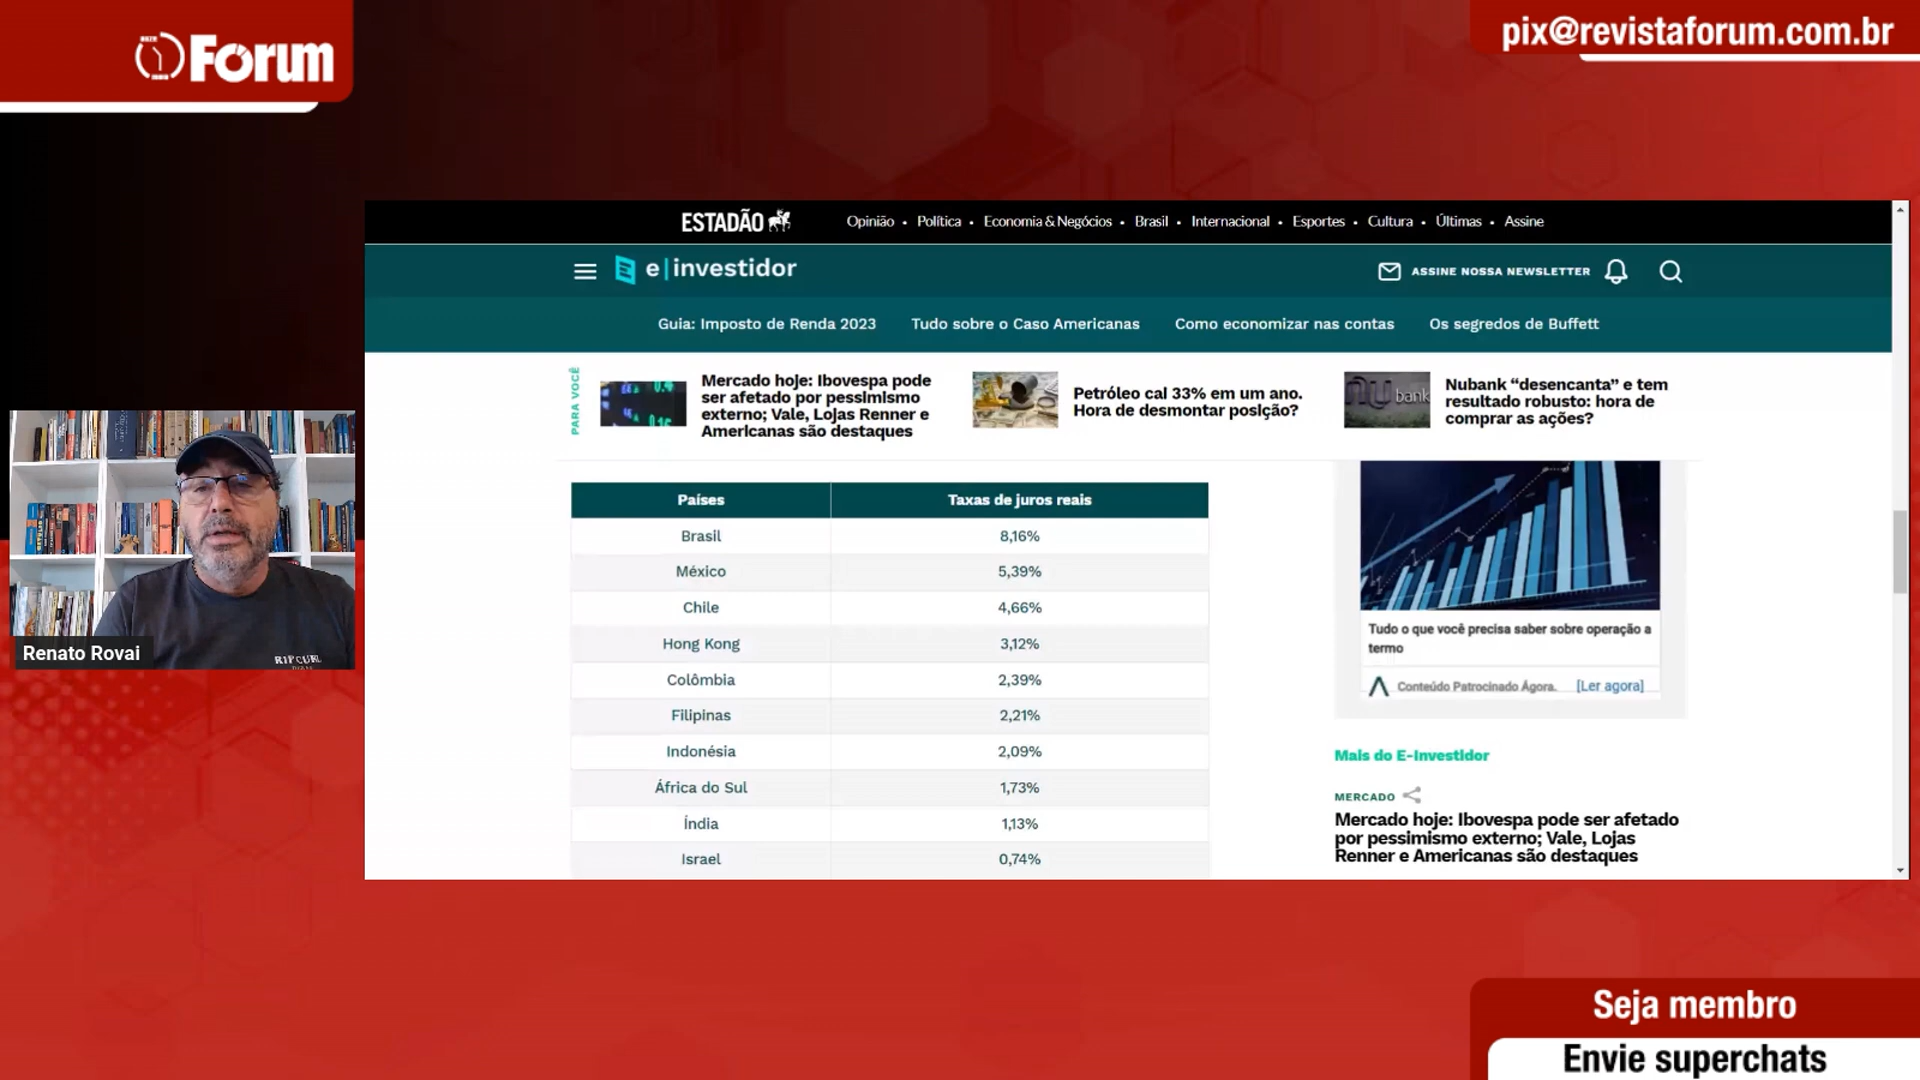 Forum
pix@revistaforum.com.br
ESTADÃO
Opinião • Política • Economia & Negócios • Brasil • Internacional • Esportes • Cultura • Últimas • Assine
e|investidor
ASSINE NOSSA NEWSLETTER
Guia: Imposto de Renda 2023
Tudo sobre o Caso Americanas
Como economizar nas contas
Os segredos de Buffett
PARA VOCÊ
Mercado hoje: Ibovespa pode
ser afetado por pessimismo
externo; Vale, Lojas Renner e
Americanas são destaques
Petróleo cai 33% em um ano.
Hora de desmontar posição?
nu bank
Nubank “desencanta” e tem
resultado robusto: hora de
comprar as ações?
Países Taxas de juros reais
Brasil 8,16%
México 5,39%
Chile 4,66%
Hong Kong 3,12%
Colômbia 2,39%
Filipinas 2,21%
Indonésia 2,09%
África do Sul 1,73%
Índia 1,13%
Israel 0,74%
Tudo o que você precisa saber sobre operação a
termo
Conteúdo Patrocinado Ágora. [Ler agora]
Mais do E-Investidor
MERCADO
Mercado hoje: Ibovespa pode ser afetado
por pessimismo externo; Vale, Lojas
Renner e Americanas são destaques
Renato Rovai
RIP CURL
Seja membro
Envie superchats